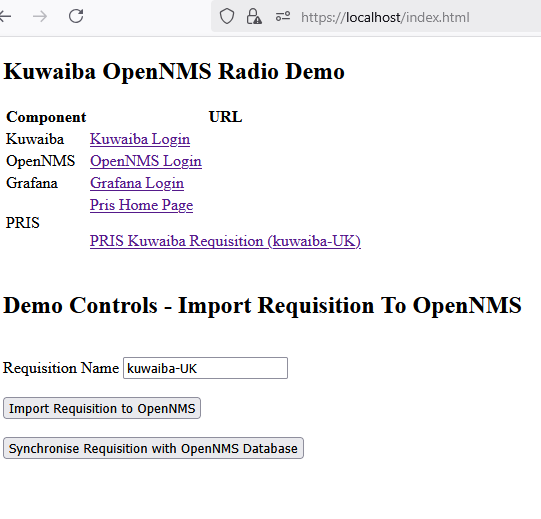 https://localhost/index.html
Kuwaiba OpenNMS Radio Demo
Component URL
Kuwaiba Kuwaiba Login
OpenNMS OpenNMS Login
Grafana Grafana Login
Pris Home Page
PRIS
PRIS Kuwaiba Requisition (kuwaiba-UK)
Demo Controls - Import Requisition To OpenNMS
Requisition Name kuwaiba-UK
Import Requisition to OpenNMS
Synchronise Requisition with OpenNMS Database